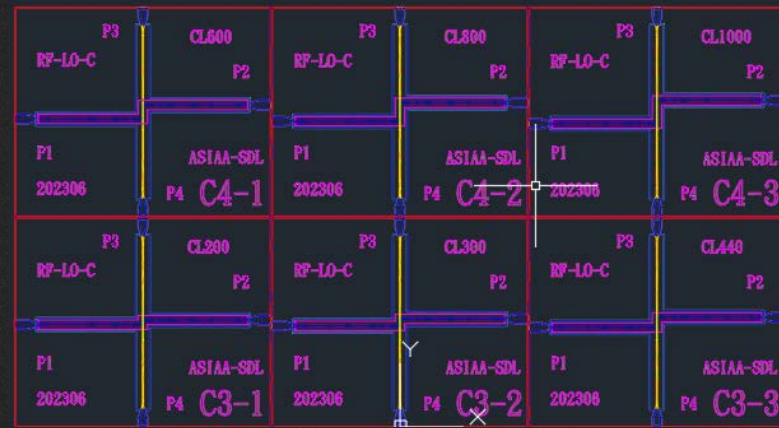 P3
CL600
RF-LO-C
P2
P1
ASIAA-SDL
202306
P4
C4-1
P3
CL800
RF-LO-C
P2
P1
ASIAA-SDL
202306
P4
C4-2
P3
CL1000
RF-LO-C
P2
P1
ASIAA-SDL
202306
P4
C4-3
P3
CL200
RF-LO-C
P2
P1
ASIAA-SDL
202306
P4
C3-1
P3
CL300
RF-LO-C
P2
P1
ASIAA-SDL
202306
P4
C3-2
Y
X
P3
CL440
RF-LO-C
P2
P1
ASIAA-SDL
202306
P4
C3-3